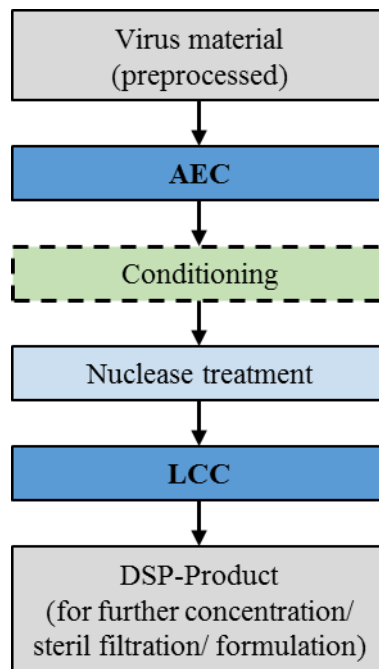 Virus material
(preprocessed)
AEC
Conditioning
Nuclease treatment
LCC
DSP-Product
(for further concentration/
steril filtration/ formulation)